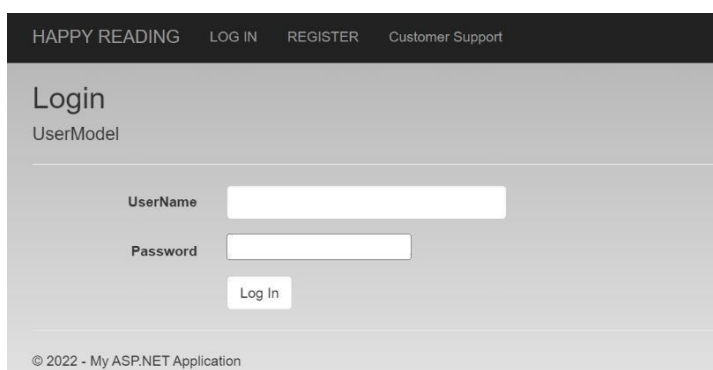 HAPPY READING LOG IN REGISTER Customer Support
Login
UserModel
UserName
Password
Log In
© 2022 - My ASP.NET Application